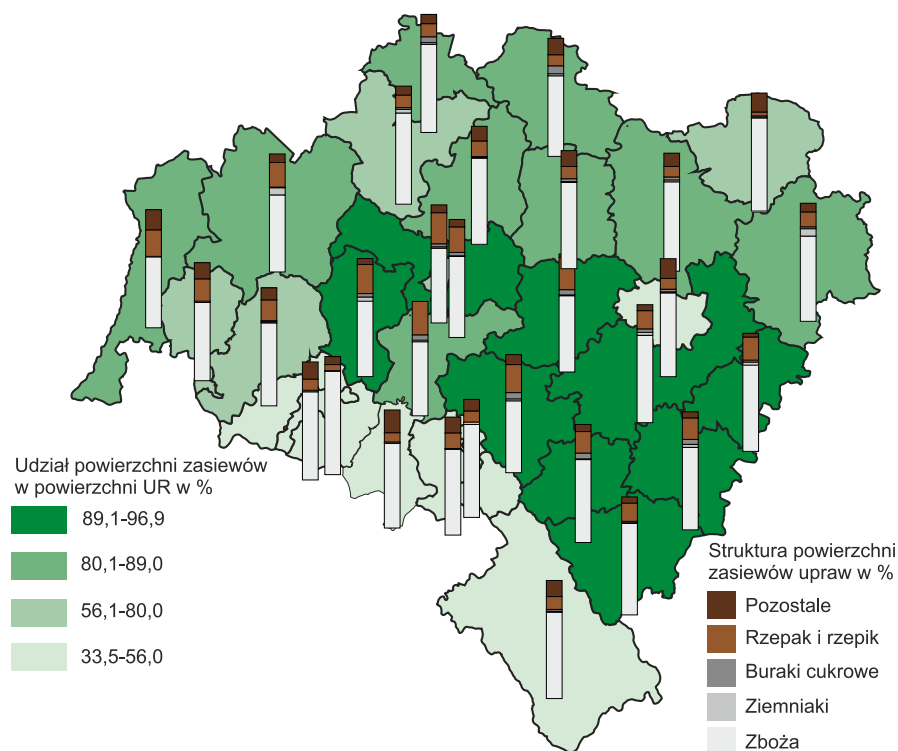 Udział powierzchni zasiewów
w powierzchni UR w %
89,1-96,9
80,1-89,0
56,1-80,0
33,5-56,0
Struktura powierzchni
zasiewów upraw w %
Pozostale
Rzepak i rzepik
Buraki cukrowe
Ziemniaki
Zboża